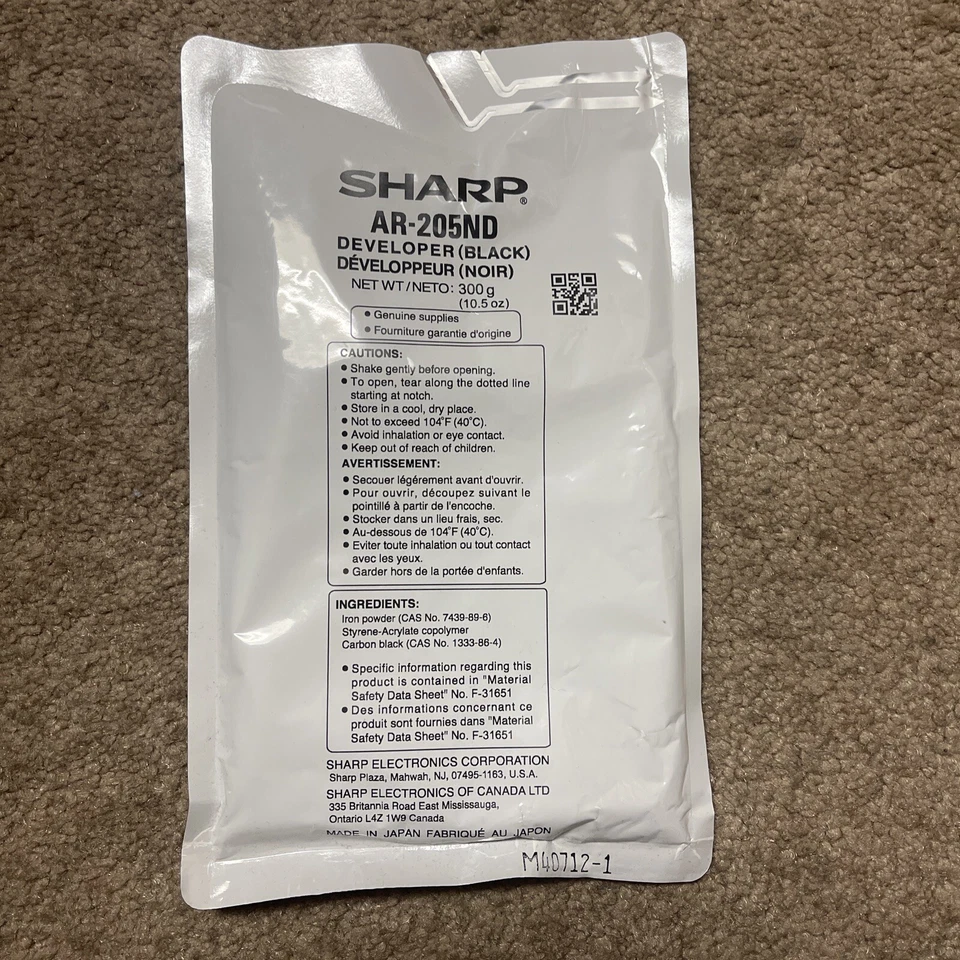 SHARP®
AR-205ND
DEVELOPER (BLACK)
DÉVELOPPEUR (NOIR)
NET WT/NETO: 300 g
(10.5 oz)
• Genuine supplies
• Fourniture garantie d'origine
CAUTIONS:
• Shake gently before opening.
• To open, tear along the dotted line
starting at notch.
• Store in a cool, dry place.
• Not to exceed 104°F (40°C).
• Avoid inhalation or eye contact.
• Keep out of reach of children.
AVERTISSEMENT:
• Secouer légérement avant d'ouvrir.
• Pour ouvrir, découpez suivant le
pointillé à partir de l'encoche.
• Stocker dans un lieu frais, sec.
• Au-dessous de 104°F (40°C).
• Eviter toute inhalation ou tout contact
avec les yeux.
• Garder hors de la portée d'enfants.
INGREDIENTS:
Iron powder (CAS No. 7439-89-6)
Styrene-Acrylate copolymer
Carbon black (CAS No. 1333-86-4)
• Specific information regarding this
product is contained in "Material
Safety Data Sheet" No. F-31651
• Des informations concernant ce
produit sont fournies dans "Material
Safety Data Sheet" No. F-31651
SHARP ELECTRONICS CORPORATION
Sharp Plaza, Mahwah, NJ, 07495-1163, U.S.A.
SHARP ELECTRONICS OF CANADA LTD
335 Britannia Road East Mississauga,
Ontario L4Z 1W9 Canada
MADE IN JAPAN FABRIQUÉ AU JAPON
M40712-1